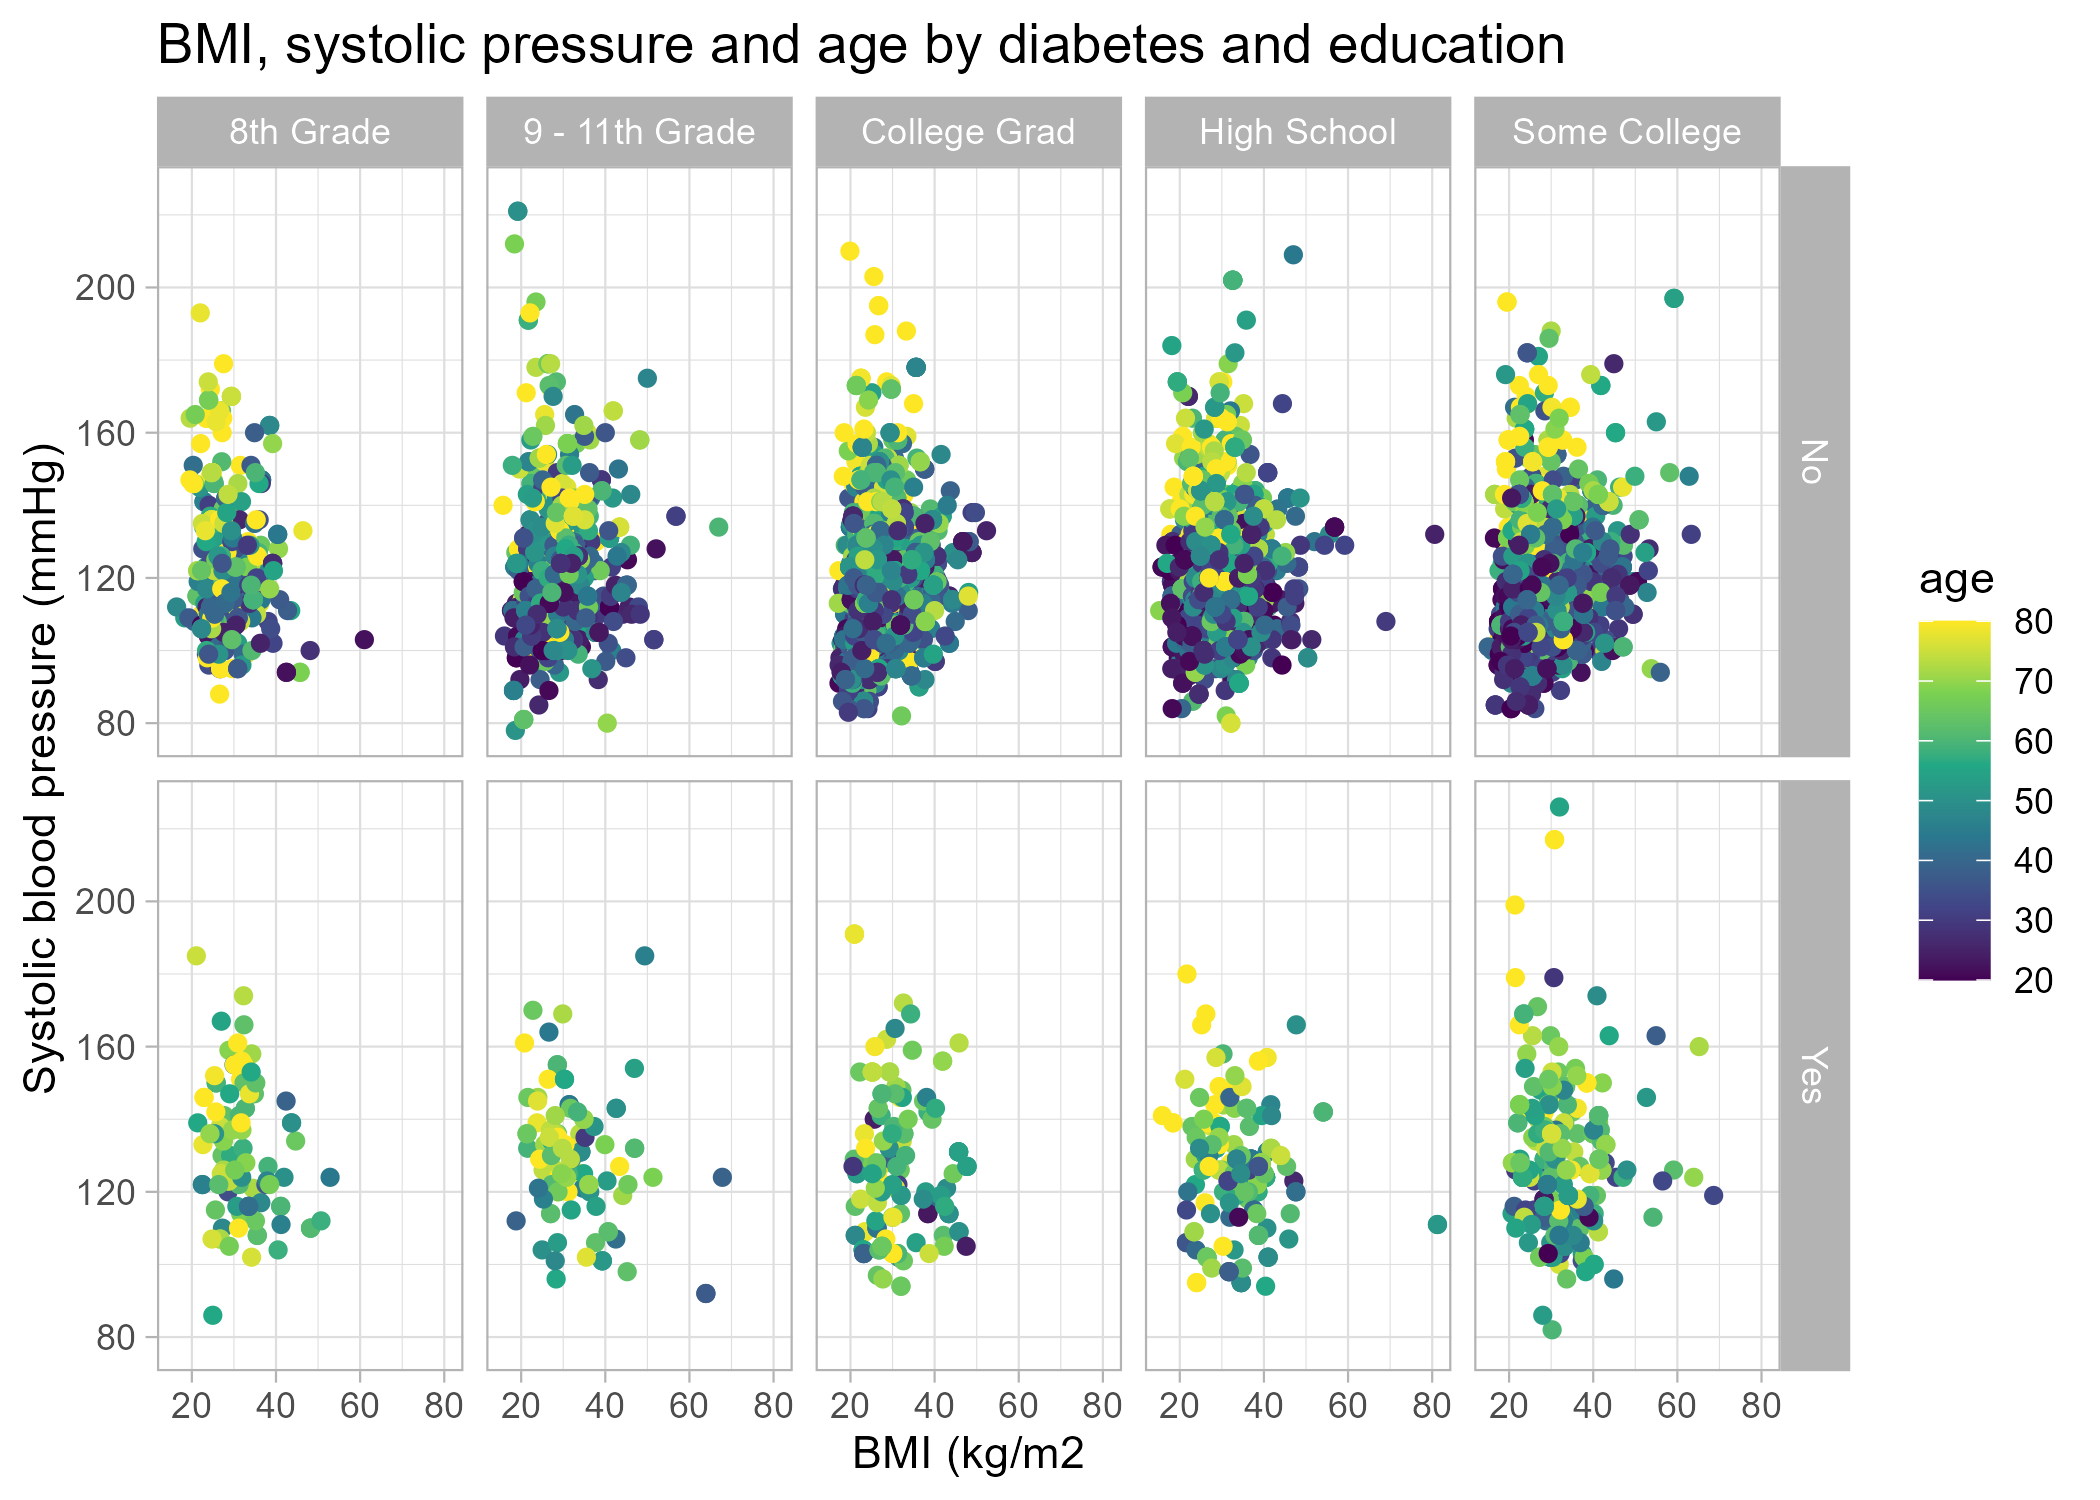 BMI, systolic pressure and age by diabetes and education
8th Grade
9 - 11th Grade
College Grad
High School
Some College
Systolic blood pressure (mmHg)
200
160
120
80
No
200
160
120
80
Yes
20 40 60 80
20 40 60 80
20 40 60 80
20 40 60 80
20 40 60 80
BMI (kg/m2
age
80
70
60
50
40
30
20